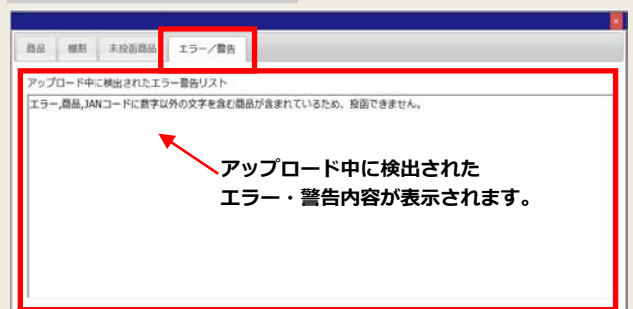 商品 棚割 未投函商品 エラー／警告
アップロード中に検出されたエラー警告リスト
エラー,商品,JANコードに数字以外の文字を含む商品が含まれているため、投函できません。
アップロード中に検出された
エラー・警告内容が表示されます。